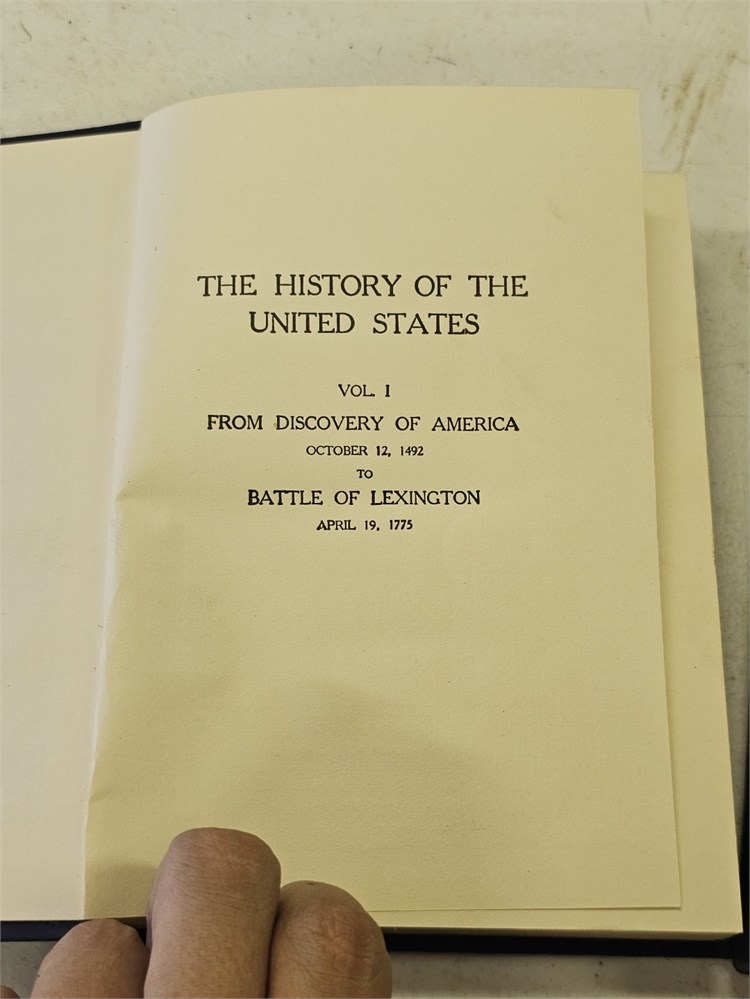 THE HISTORY OF THE
UNITED STATES
VOL. I
FROM DISCOVERY OF AMERICA
OCTOBER 12, 1492
TO
BATTLE OF LEXINGTON
APRIL 19, 1775